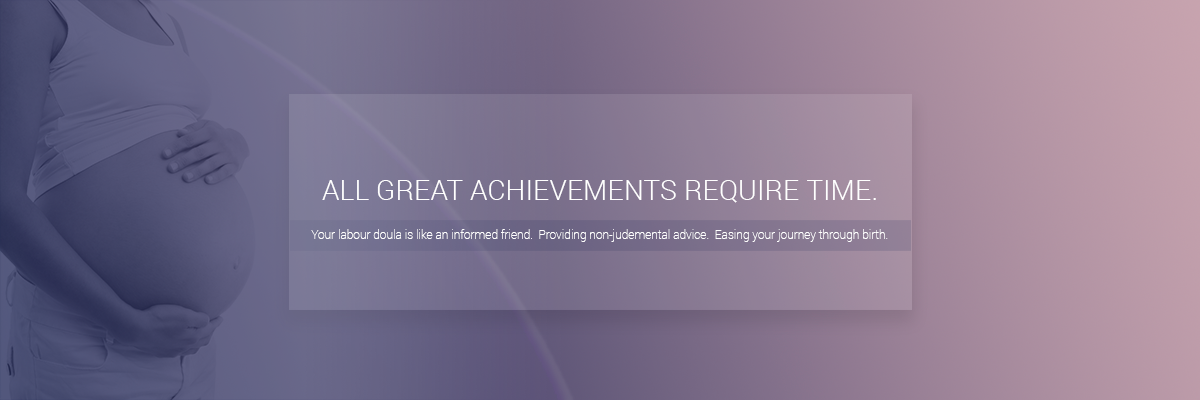 ALL GREAT ACHIEVEMENTS REQUIRE TIME.
Your labour doula is like an informed friend.  Providing non-judemental advice.  Easing your journey through birth.